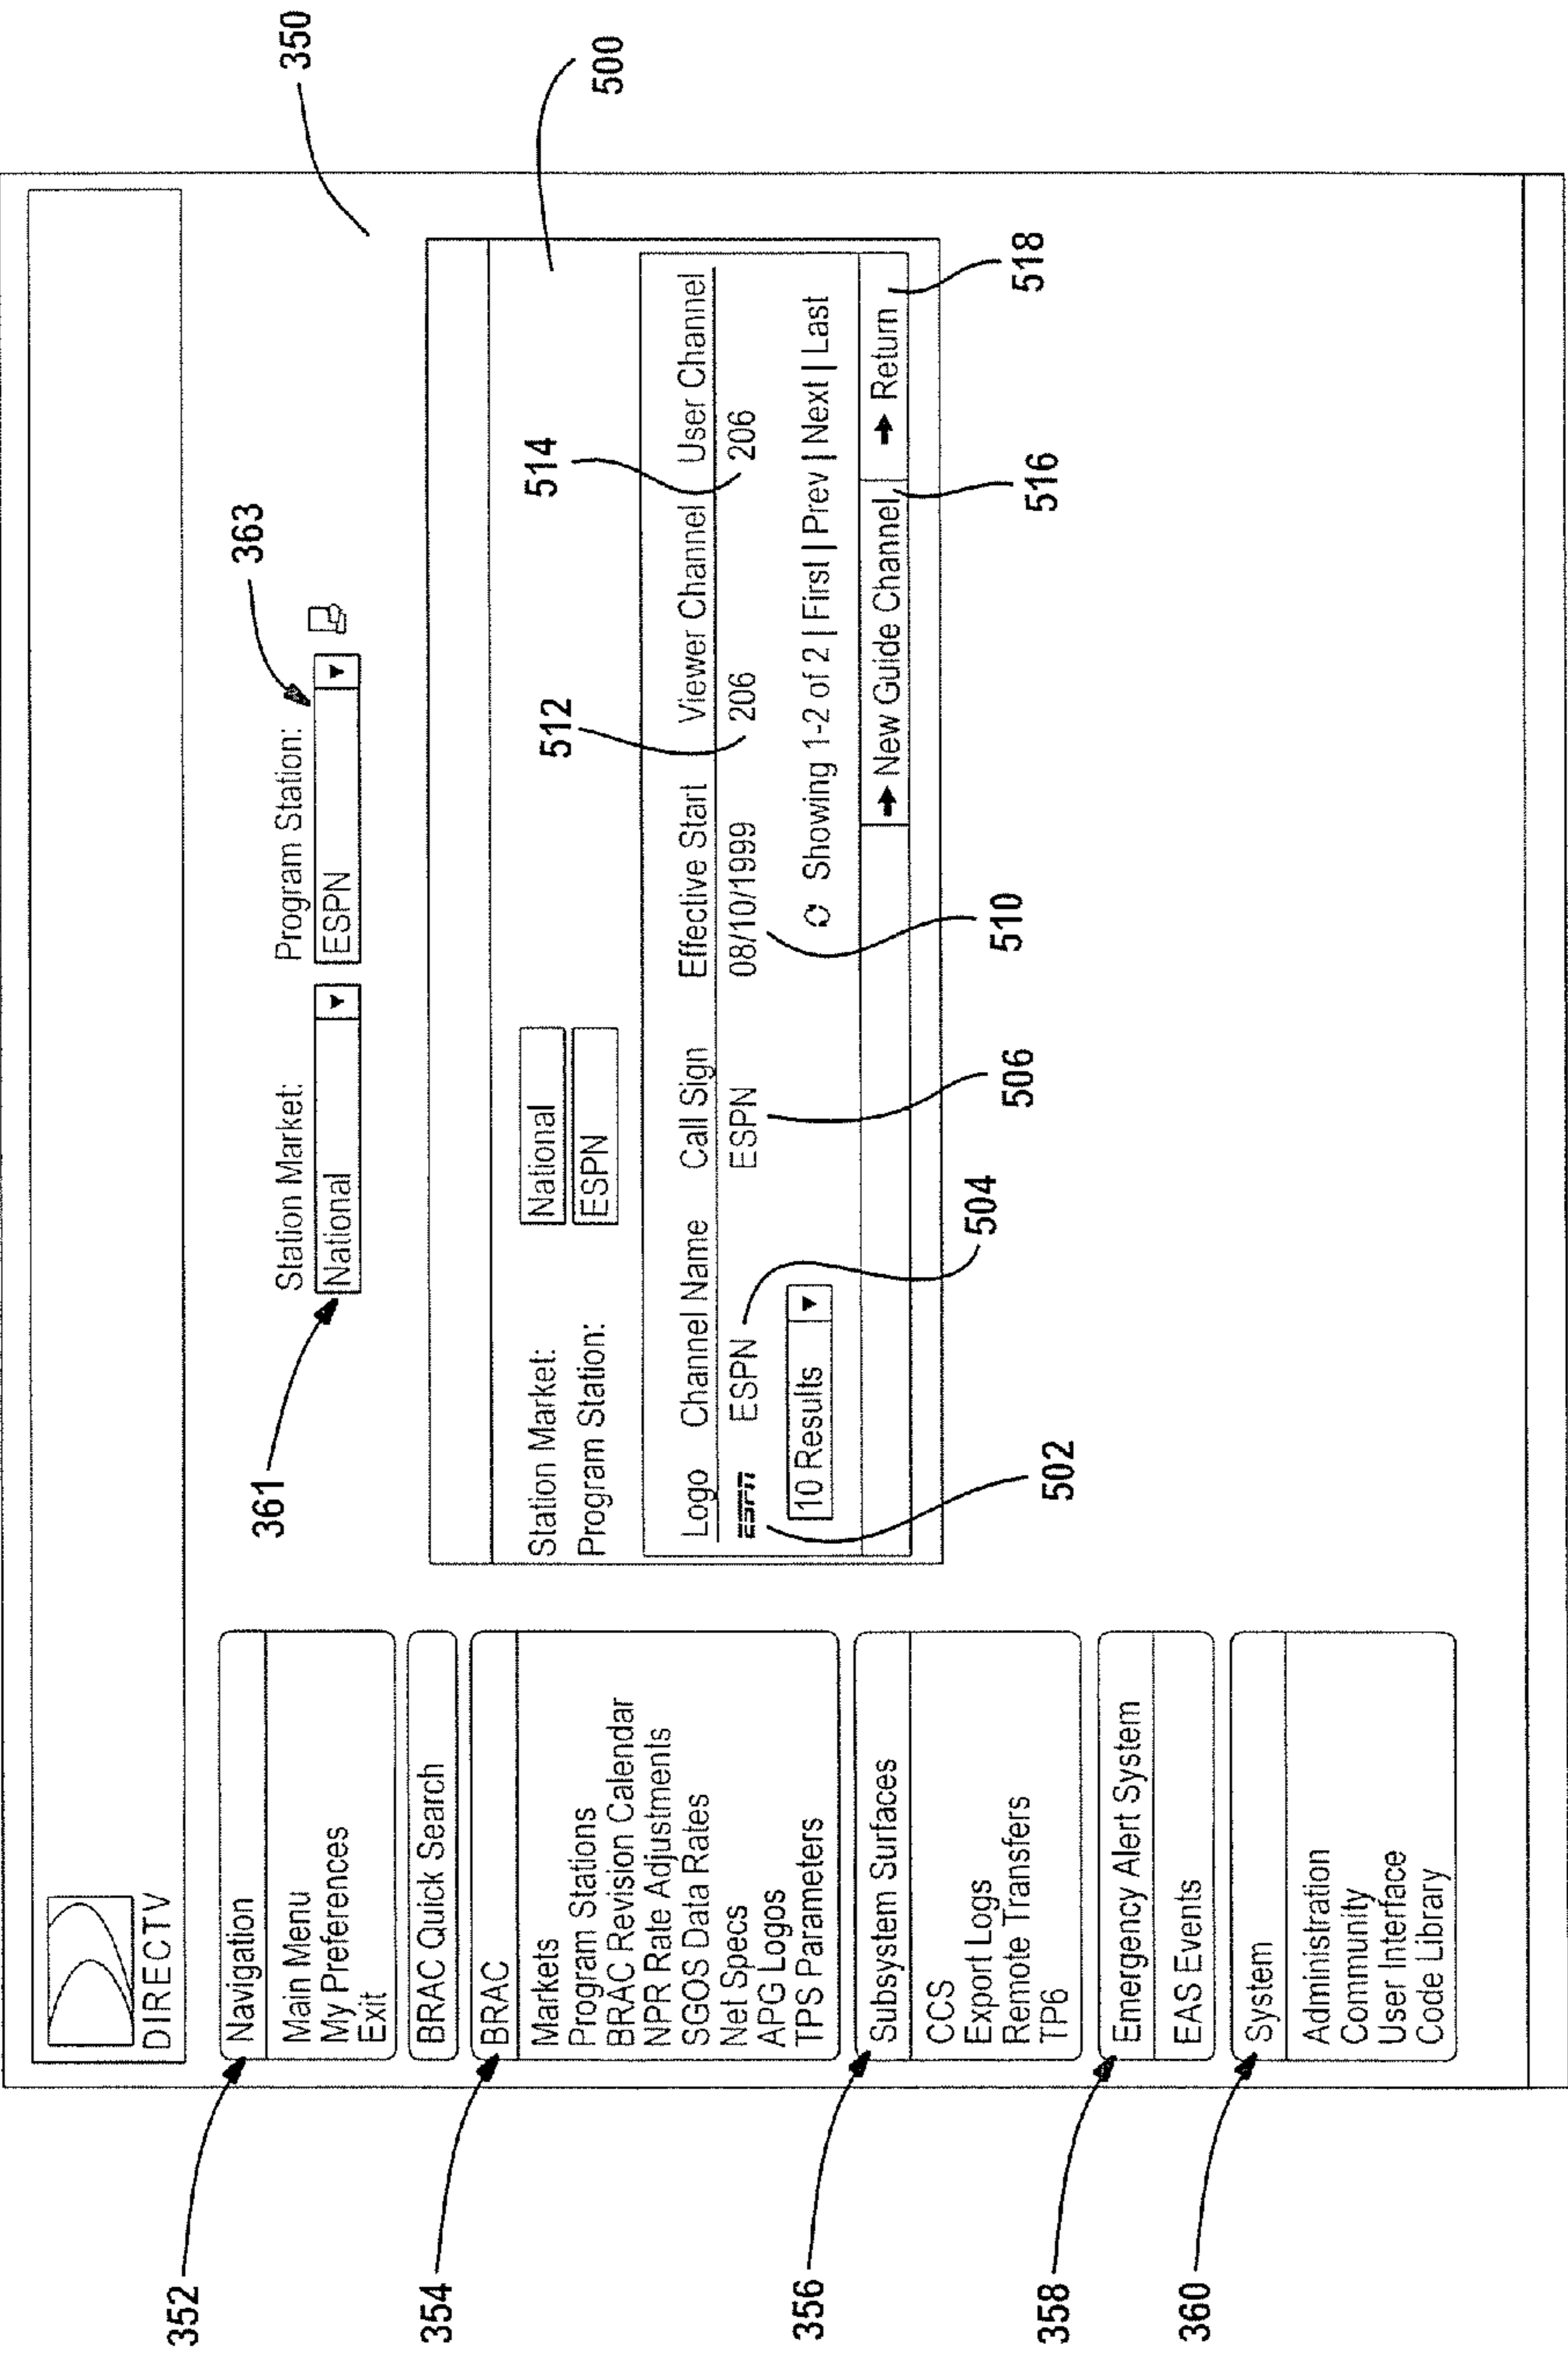 DIRECTV
350
352
Navigation
Main Menu
My Preferences
Exit
BRAC Quick Search
354
BRAC
Markets
Program Stations
BRAC Revision Calendar
NPR Rate Adjustments
SGOS Data Rates
Net Specs
APG Logos
TPS Parameters
356
Subsystem Surfaces
CCS
Export Logs
Remote Transfers
TP6
358
Emergency Alert System
EAS Events
360
System
Administration
Community
User Interface
Code Library
361
363
Station Market: Program Station:
National ESPN
500
Station Market: National
Program Station: ESPN
512 514
Logo Channel Name Call Sign Effective Start Viewer Channel User Channel
ESPN ESPN ESPN 08/10/1999 206 206
10 Results Showing 1-2 of 2 | First | Prev | Next | Last
New Guide Channel Return
502 504 506 510 516 518